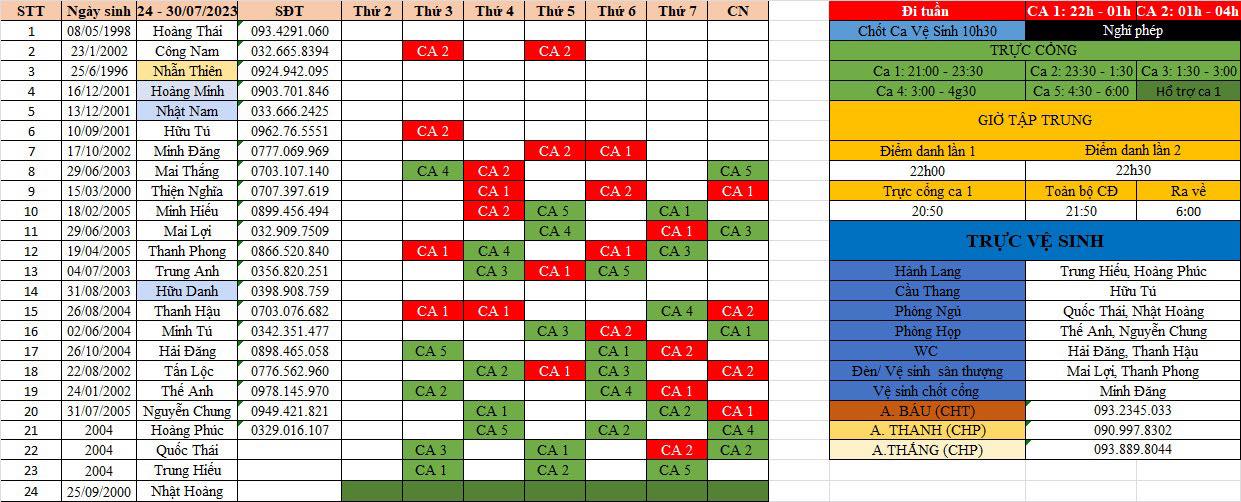 STT Ngày sinh 24 - 30/07/2023 SĐT Thứ 2 Thứ 3 Thứ 4 Thứ 5 Thứ 6 Thứ 7 CN
1 08/05/1998 Hoàng Thái 093.4291.060
2 23/1/2002 Công Nam 032.665.8394 CA 2 CA 2
3 25/6/1996 Nhẫn Thiên 0924.942.095
4 16/12/2001 Hoàng Minh 0903.701.846
5 13/12/2001 Nhật Nam 033.666.2425
6 10/09/2001 Hữu Tú 0962.76.5551 CA 2
7 17/10/2002 Minh Đăng 0777.069.969 CA 2 CA 1
8 29/06/2003 Mai Thắng 0703.107.140 CA 4 CA 2 CA 5
9 15/03/2000 Thiện Nghĩa 0707.397.619 CA 1 CA 2 CA 1
10 18/02/2005 Minh Hiếu 0899.456.494 CA 2 CA 5 CA 1
11 29/06/2003 Mai Lợi 032.909.7509 CA 4 CA 1 CA 3
12 19/04/2005 Thanh Phong 0866.520.840 CA 1 CA 4 CA 1 CA 3
13 04/07/2003 Trung Anh 0356.820.251 CA 3 CA 1 CA 5
14 31/08/2003 Hữu Danh 0398.908.759
15 26/08/2004 Thanh Hậu 0703.076.682 CA 1 CA 1 CA 4 CA 2
16 02/06/2004 Minh Tú 0342.351.477 CA 3 CA 2 CA 1
17 26/10/2004 Hải Đăng 0898.465.058 CA 5 CA 1 CA 2
18 22/08/2002 Tấn Lộc 0776.562.960 CA 2 CA 1 CA 3 CA 2
19 24/01/2002 Thế Anh 0978.145.970 CA 2 CA 4 CA 1
20 31/07/2005 Nguyễn Chung 0949.421.821 CA 1 CA 2 CA 1
21 2004 Hoàng Phúc 0329.016.107 CA 5 CA 2 CA 4
22 2004 Quốc Thái CA 3 CA 1 CA 2 CA 2
23 2004 Trung Hiếu CA 1 CA 2 CA 5
24 25/09/2000 Nhật Hoàng
Đi tuần CA 1: 22h - 01h CA 2: 01h - 04h
Chốt Ca Vệ Sinh 10h30 Nghĩ phép
TRỰC CỔNG
Ca 1: 21:00 - 23:30 Ca 2: 23:30 - 1:30 Ca 3: 1:30 - 3:00
Ca 4: 3:00 - 4g30 Ca 5: 4:30 - 6:00 Hổ trợ ca 1
GIỜ TẬP TRUNG
Điểm danh lần 1 Điểm danh lần 2
22h00 22h30
Trực cổng ca 1 Toàn bộ CĐ Ra về
20:50 21:50 6:00
TRỰC VỆ SINH
Hành Lang Trung Hiếu, Hoàng Phúc
Cầu Thang Hữu Tú
Phòng Ngủ Quốc Thái, Nhật Hoàng
Phòng Họp Thế Anh, Nguyễn Chung
WC Hải Đăng, Thanh Hậu
Đèn/ Vệ sinh sân thượng Mai Lợi, Thanh Phong
Vệ sinh chốt cổng Minh Đăng
A. BÁU (CHT) 093.2345.033
A. THANH (CHP) 090.997.8302
A.THẮNG (CHP) 093.889.8044